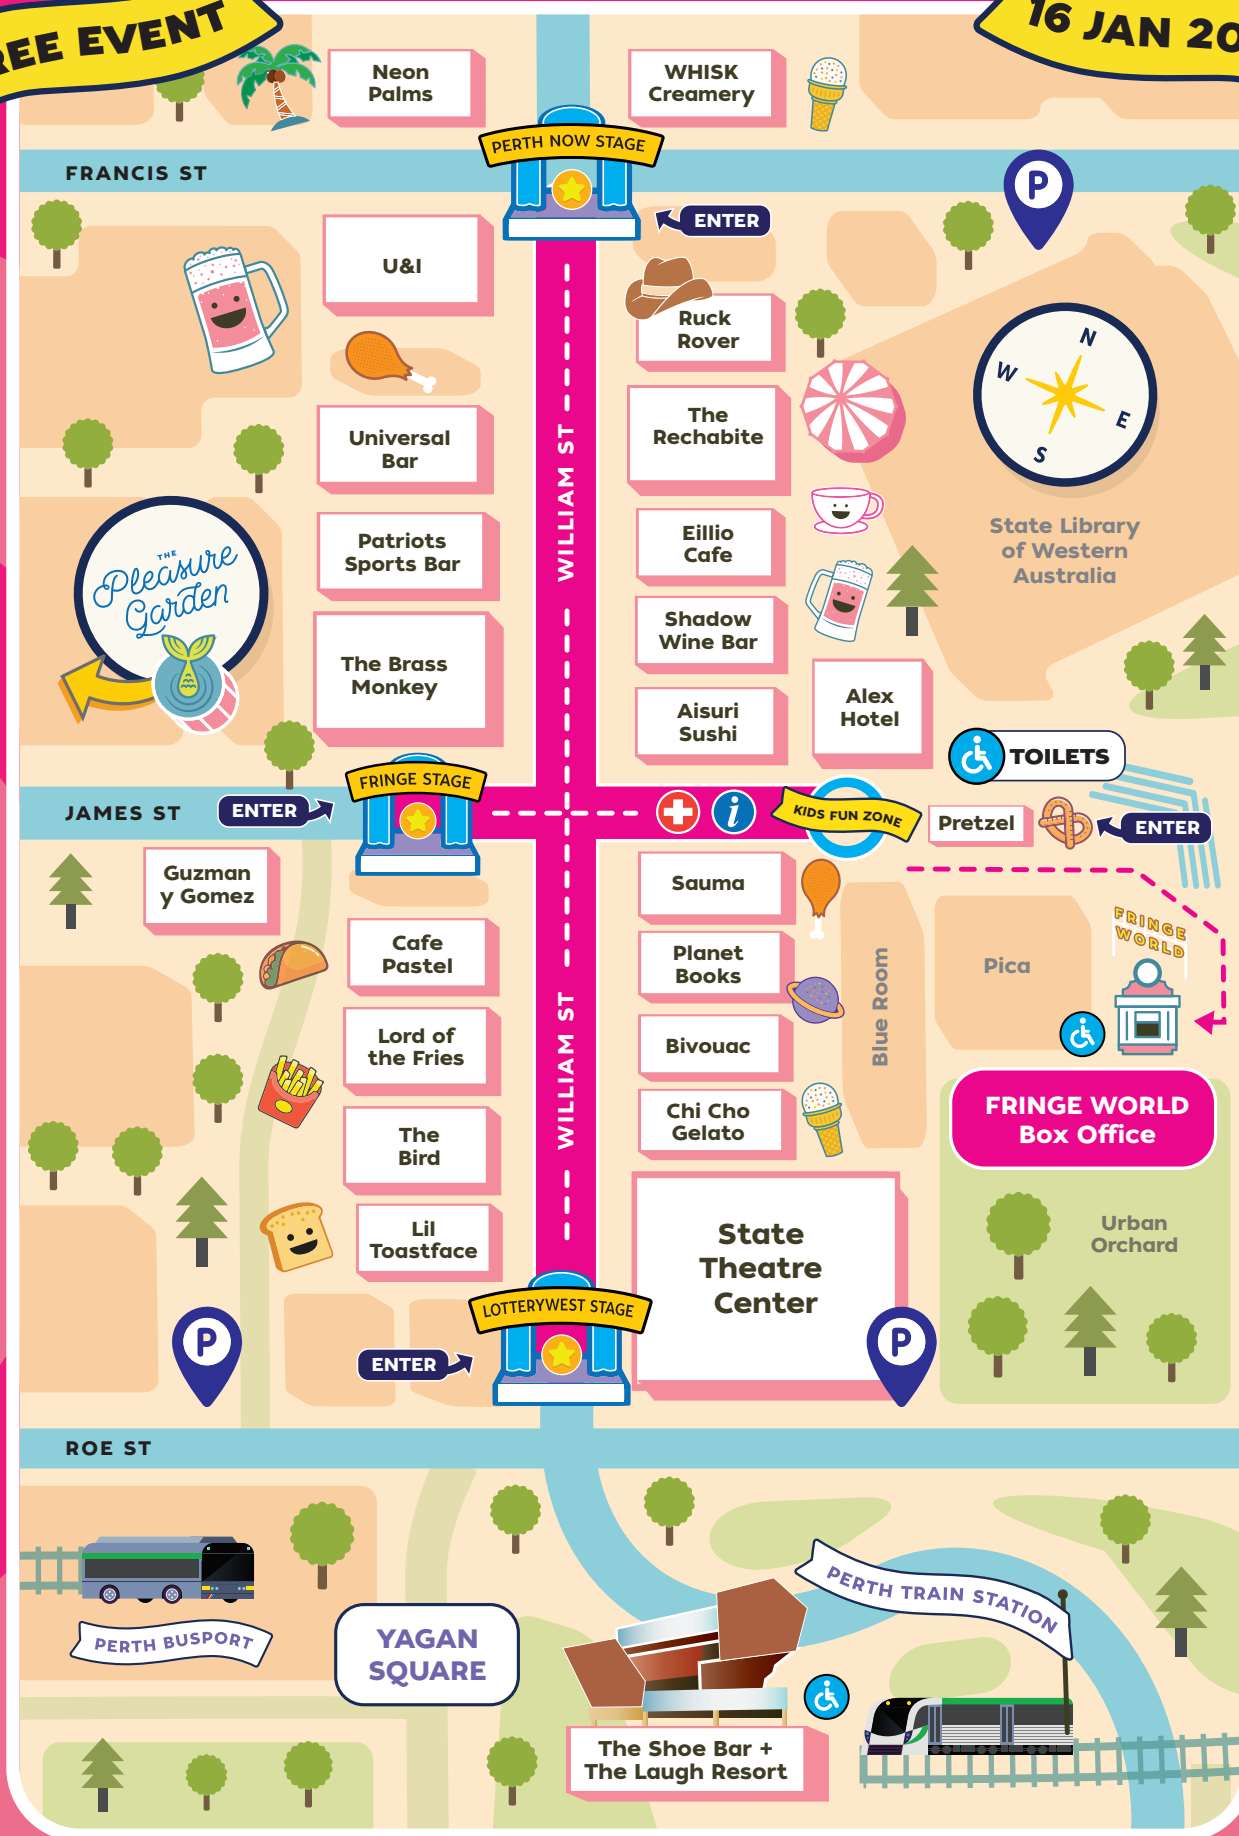 REE EVENT
16 JAN 20
Neon
Palms
WHISK
Creamery
PERTH NOW STAGE
FRANCIS ST
P
ENTER
U&I
Ruck
Rover
N
W
E
S
The
Rechabite
Universal
Bar
WILLIAM ST
Eillio
Cafe
State Library
of Western
Australia
Patriots
Sports Bar
THE
Pleasure
Garden
Shadow
Wine Bar
The Brass
Monkey
Aisuri
Sushi
Alex
Hotel
TOILETS
FRINGE STAGE
JAMES ST
ENTER
i
KIDS FUN ZONE
Pretzel
ENTER
Guzman
y Gomez
Sauma
Cafe
Pastel
Planet
Books
Blue Room
Pica
FRINGE
WORLD
Lord of
the Fries
WILLIAM ST
Bivouac
Chi Cho
Gelato
FRINGE WORLD
Box Office
The
Bird
Lil
Toastface
State
Theatre
Center
Urban
Orchard
LOTTERYWEST STAGE
P
ENTER
P
ROE ST
PERTH BUSPORT
YAGAN
SQUARE
PERTH TRAIN STATION
The Shoe Bar +
The Laugh Resort